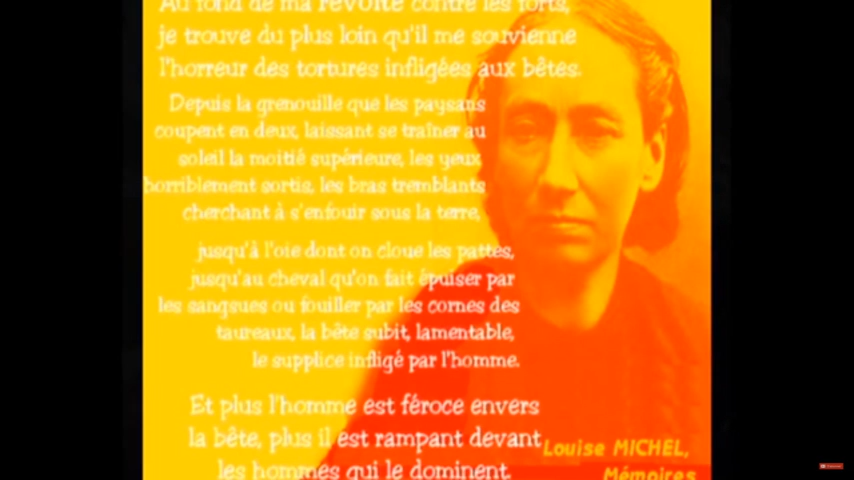 Au fond de ma révolte contre les forts,
je trouve du plus loin qu'il me souvienne
l'horreur des tortures infligées aux bêtes.
Depuis la grenouille que les paysans
coupent en deux, laissant se traîner au
soleil la moitié supérieure, les yeux
horriblement sortis, les bras tremblants
cherchant à s'enfouir sous la terre,
jusqu'à l'oie dont on cloue les pattes,
jusqu'au cheval qu'on fait épuiser par
les sangsues ou fouiller par les cornes des
taureaux, la bête subit, lamentable,
le supplice infligé par l'homme.
Et plus l'homme est féroce envers
la bête, plus il est rampant devant
les hommes qui le dominent.
Louise MICHEL,
Mémoires